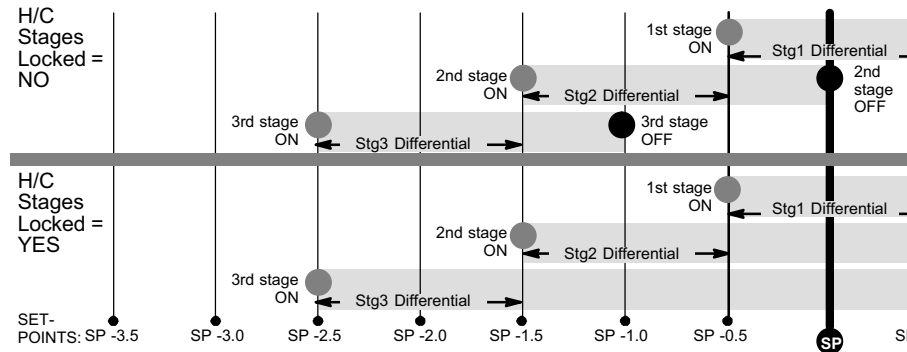 H/C
Stages
Locked =
NO
1st stage
ON
Stg1 Differential
2nd stage
ON
Stg2 Differential
2nd
stage
OFF
3rd stage
ON
Stg3 Differential
3rd stage
OFF
H/C
Stages
Locked =
YES
1st stage
ON
Stg1 Differential
2nd stage
ON
Stg2 Differential
3rd stage
ON
Stg3 Differential
SET-
POINTS: SP -3.5 SP -3.0 SP -2.5 SP -2.0 SP -1.5 SP -1.0 SP -0.5 SP